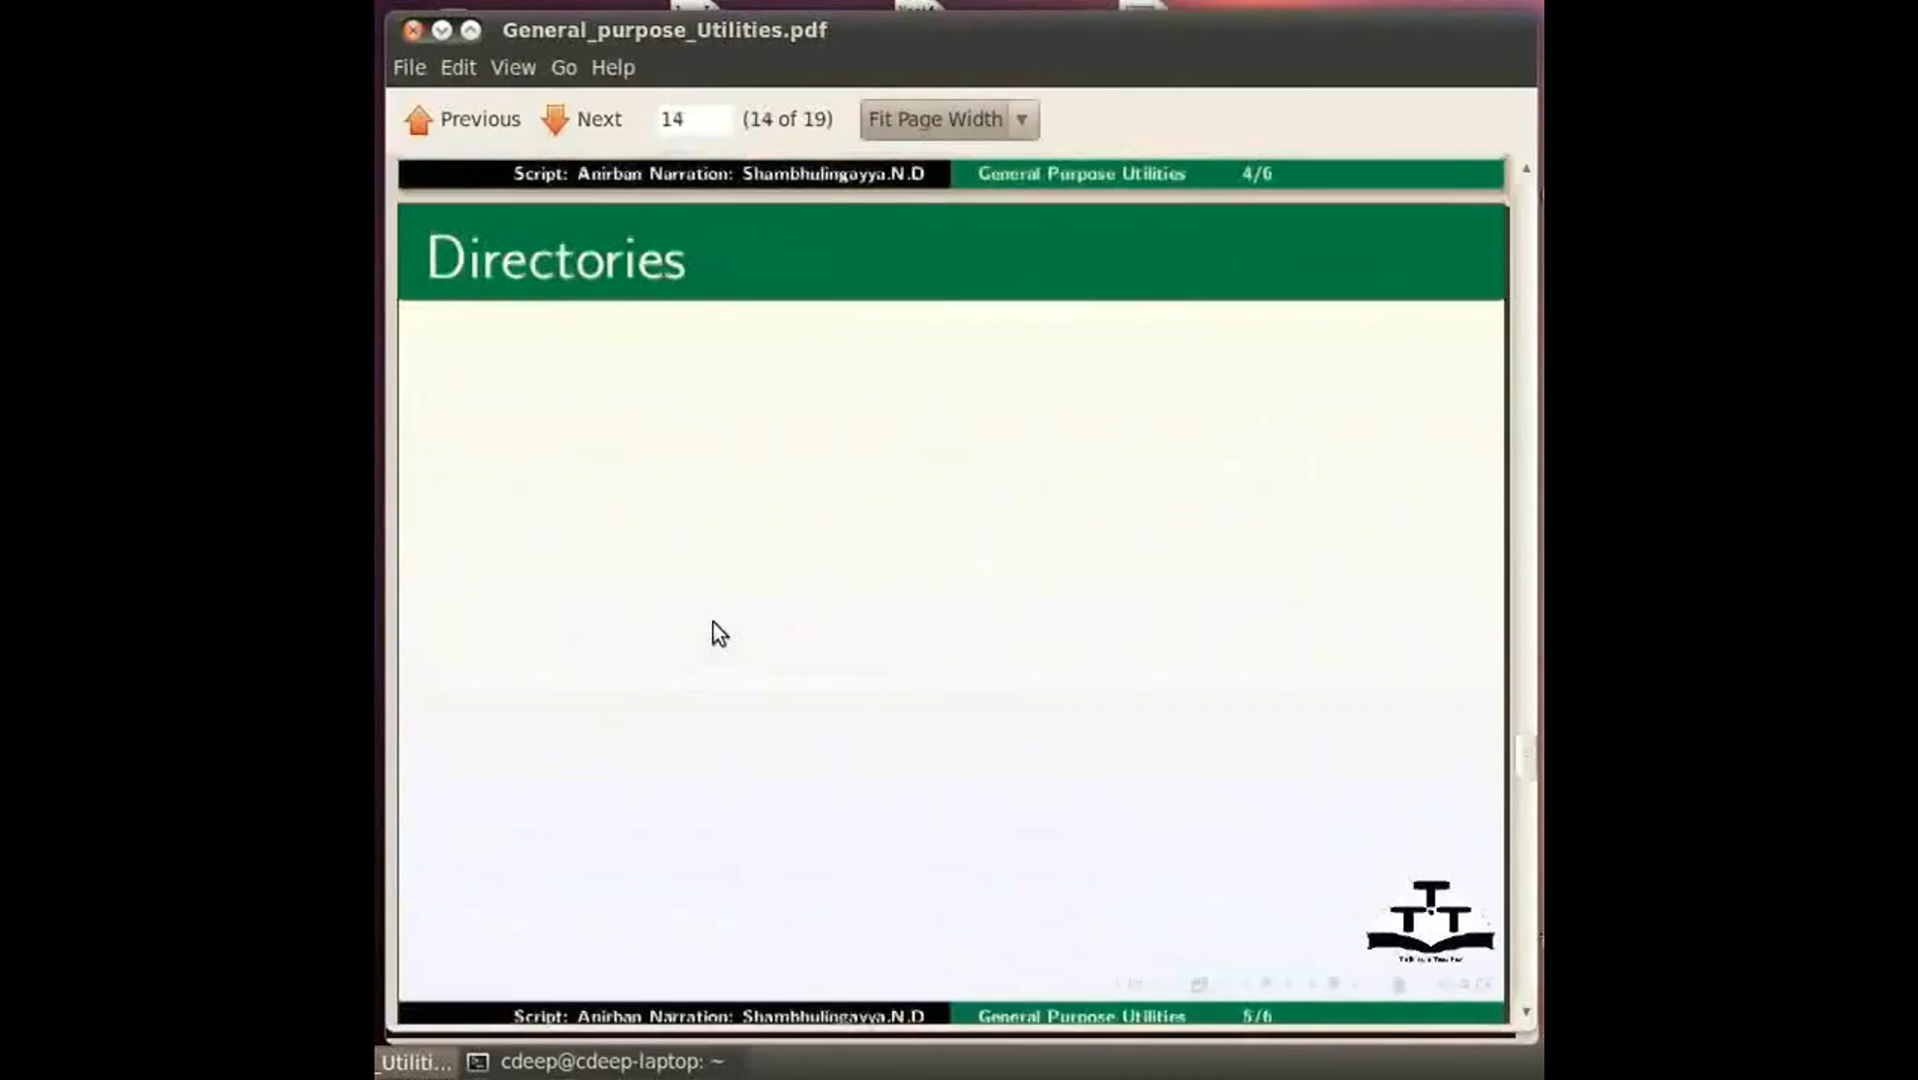 General_purpose_Utilities.pdf
File Edit View Go Help
Previous Next 14 (14 of 19) Fit Page Width
Script: Anirban Narration: Shambhulingayya.N.D General Purpose Utilities 4/6
Directories
Script: Anirban Narration: Shambhulingayya.N.D General Purpose Utilities 5/6
_Utiliti... cdeep@cdeep-laptop: ~